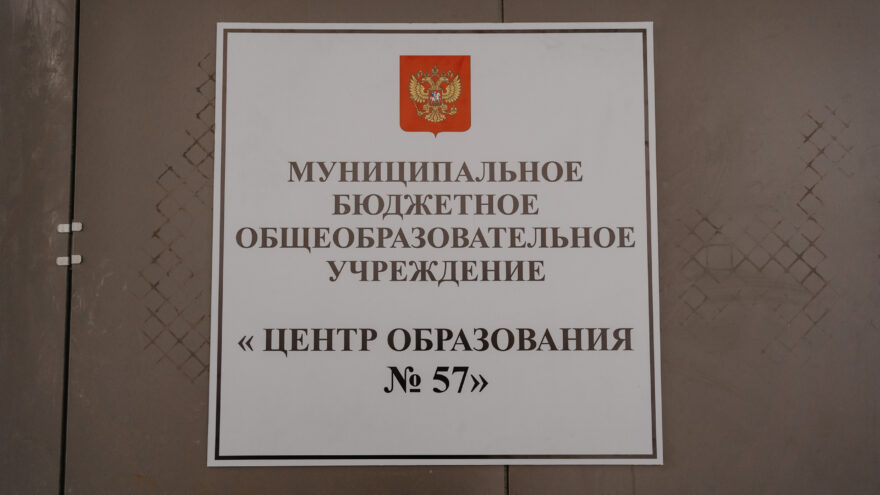 МУНИЦИПАЛЬНОЕ
БЮДЖЕТНОЕ
ОБЩЕОБРАЗОВАТЕЛЬНОЕ
УЧРЕЖДЕНИЕ
« ЦЕНТР ОБРАЗОВАНИЯ
№ 57»